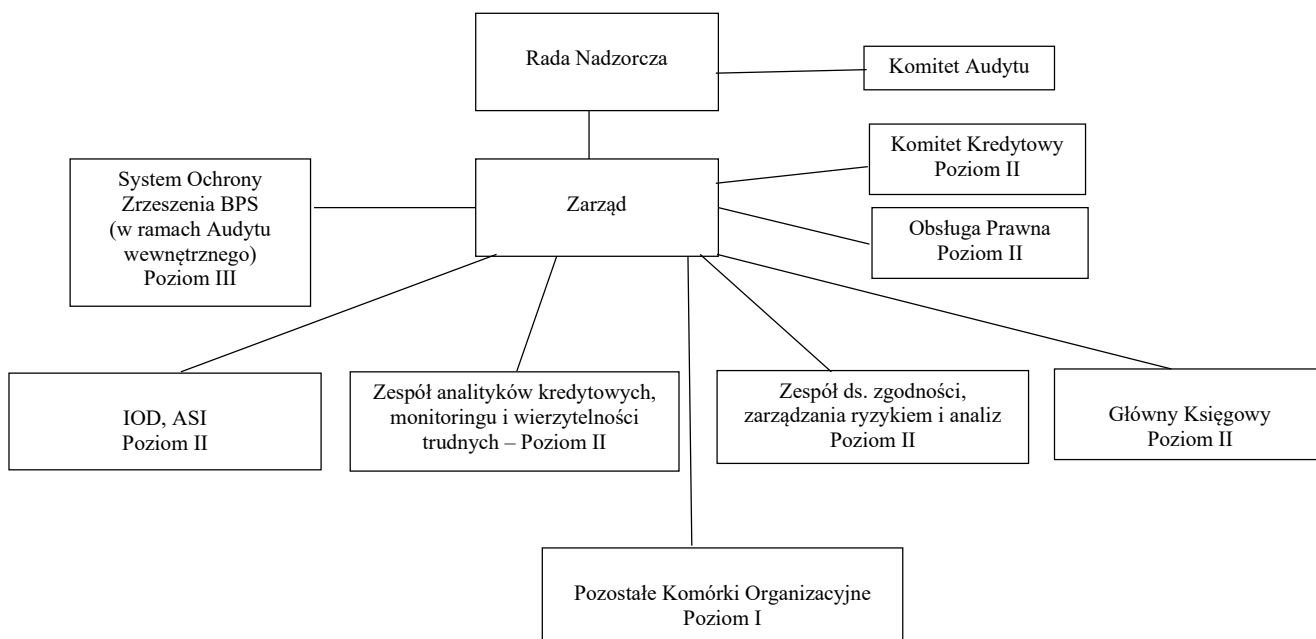 Rada Nadzorcza
Komitet Audytu
Komitet Kredytowy
Poziom II
System Ochrony
Zrzeszenia BPS
(w ramach Audytu
wewnętrznego)
Poziom III
Zarząd
Obsługa Prawna
Poziom II
IOD, ASI
Poziom II
Zespół analityków kredytowych,
monitoringu i wierzytelności
trudnych – Poziom II
Zespół ds. zgodności,
zarządzania ryzykiem i analiz
Poziom II
Główny Księgowy
Poziom II
Pozostałe Komórki Organizacyjne
Poziom I